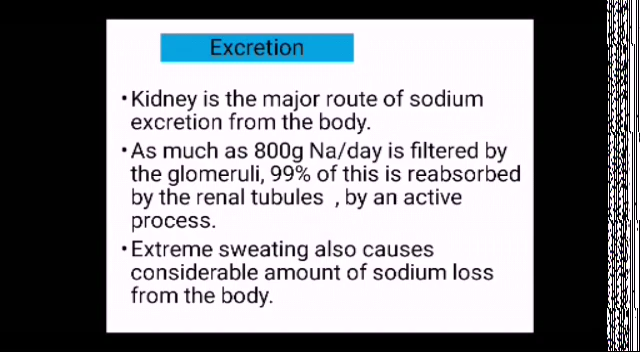 Excretion
•Kidney is the major route of sodium
excretion from the body.
•As much as 800g Na/day is filtered by
the glomeruli, 99% of this is reabsorbed
by the renal tubules , by an active
process.
•Extreme sweating also causes
considerable amount of sodium loss
from the body.